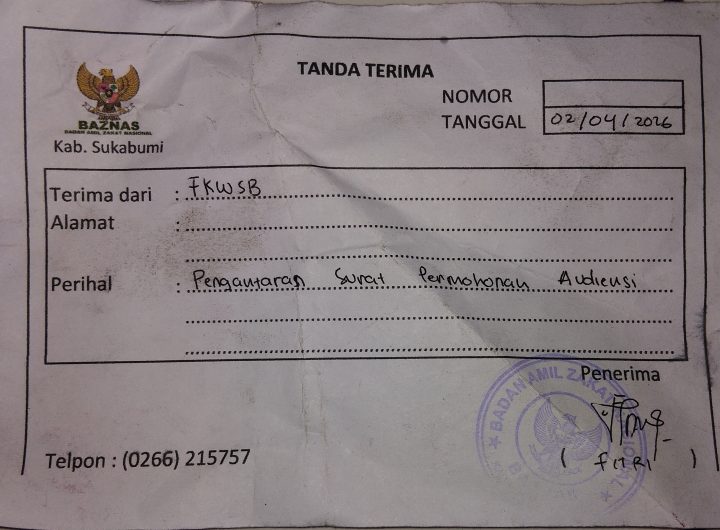 TANDA TERIMA
BAZNAS
BADAN AMIL ZAKAT NASIONAL
Kab. Sukabumi
NOMOR
TANGGAL 02/04/2026
Terima dari : FKWSB
Alamat :
Perihal : Pengantaran Surat Permohonan Audiensi
Penerima
BADAN AMIL ZAKAT
( FITRI )
Telpon : (0266) 215757